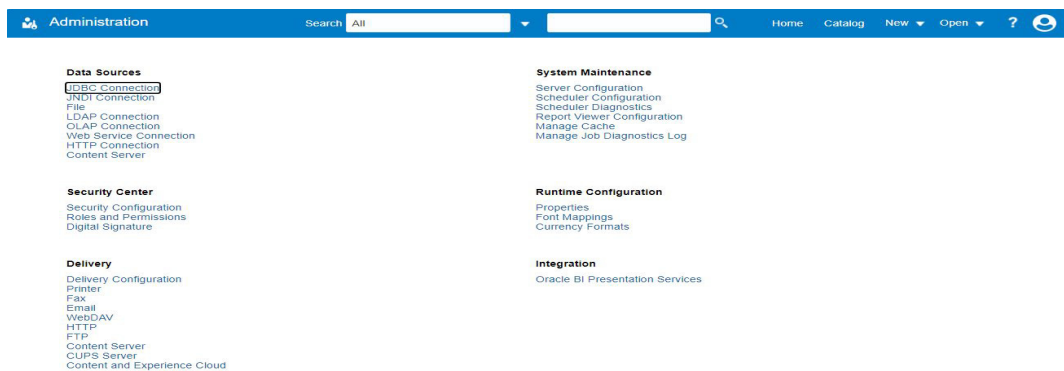 Administration
Search All
Home Catalog New Open ?
Data Sources
JDBC Connection
JNDI Connection
File
LDAP Connection
OLAP Connection
Web Service Connection
HTTP Connection
Content Server
System Maintenance
Server Configuration
Scheduler Configuration
Scheduler Diagnostics
Report Viewer Configuration
Manage Cache
Manage Job Diagnostics Log
Security Center
Security Configuration
Roles and Permissions
Digital Signature
Runtime Configuration
Properties
Font Mappings
Currency Formats
Delivery
Delivery Configuration
Printer
Fax
Email
WebDAV
HTTP
FTP
Content Server
CUPS Server
Content and Experience Cloud
Integration
Oracle BI Presentation Services